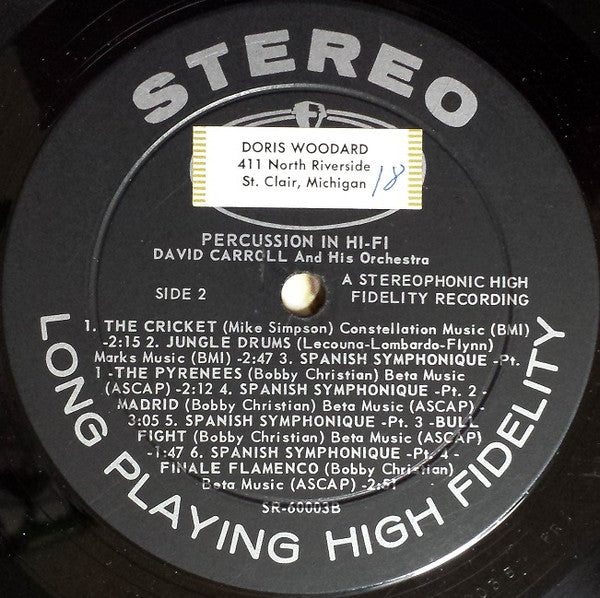 STEREO
F
DORIS WOODARD
411 North Riverside
St. Clair, Michigan
18
PERCUSSION IN HI-FI
DAVID CARROLL And His Orchestra
SIDE 2
A STEREOPHONIC HIGH
FIDELITY RECORDING
1. THE CRICKET (Mike Simpson) Constellation Music (BMI)
-2:15 2. JUNGLE DRUMS (Lecouna-Lombardo-Flynn)
Marks Music (BMI) -2:47 3. SPANISH SYMPHONIQUE -Pt.
1 -THE PYRENEES (Bobby Christian) Beta Music
(ASCAP) -2:12 4. SPANISH SYMPHONIQUE -Pt. 2 -
MADRID (Bobby Christian) Beta Music (ASCAP) -
3:05 5. SPANISH SYMPHONIQUE -Pt. 3 -BULL
FIGHT (Bobby Christian) Beta Music (ASCAP)
-1:47 6. SPANISH SYMPHONIQUE -Pt. 4 -
FINALE FLAMENCO (Bobby Christian)
Beta Music (ASCAP) -2:51
SR-60003B
LONG PLAYING HIGH FIDELITY